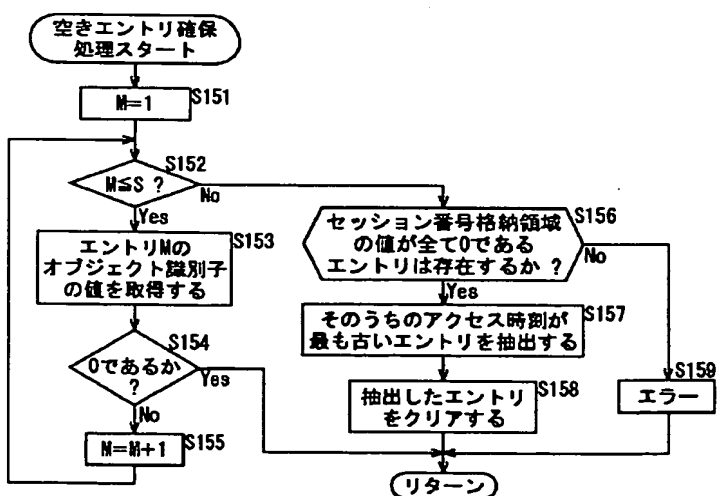 空きエントリ確保
処理スタート
M=1
S151
M≦S ?
S152
No
Yes
エントリMの
オブジェクト識別子
の値を取得する
S153
0であるか
?
S154
Yes
No
M=M+1
S155
セッション番号格納領域
の値が全て0である
エントリは存在するか ?
S156
No
Yes
そのうちのアクセス時刻が
最も古いエントリを抽出する
S157
抽出したエントリ
をクリアする
S158
エラー
S159
リターン